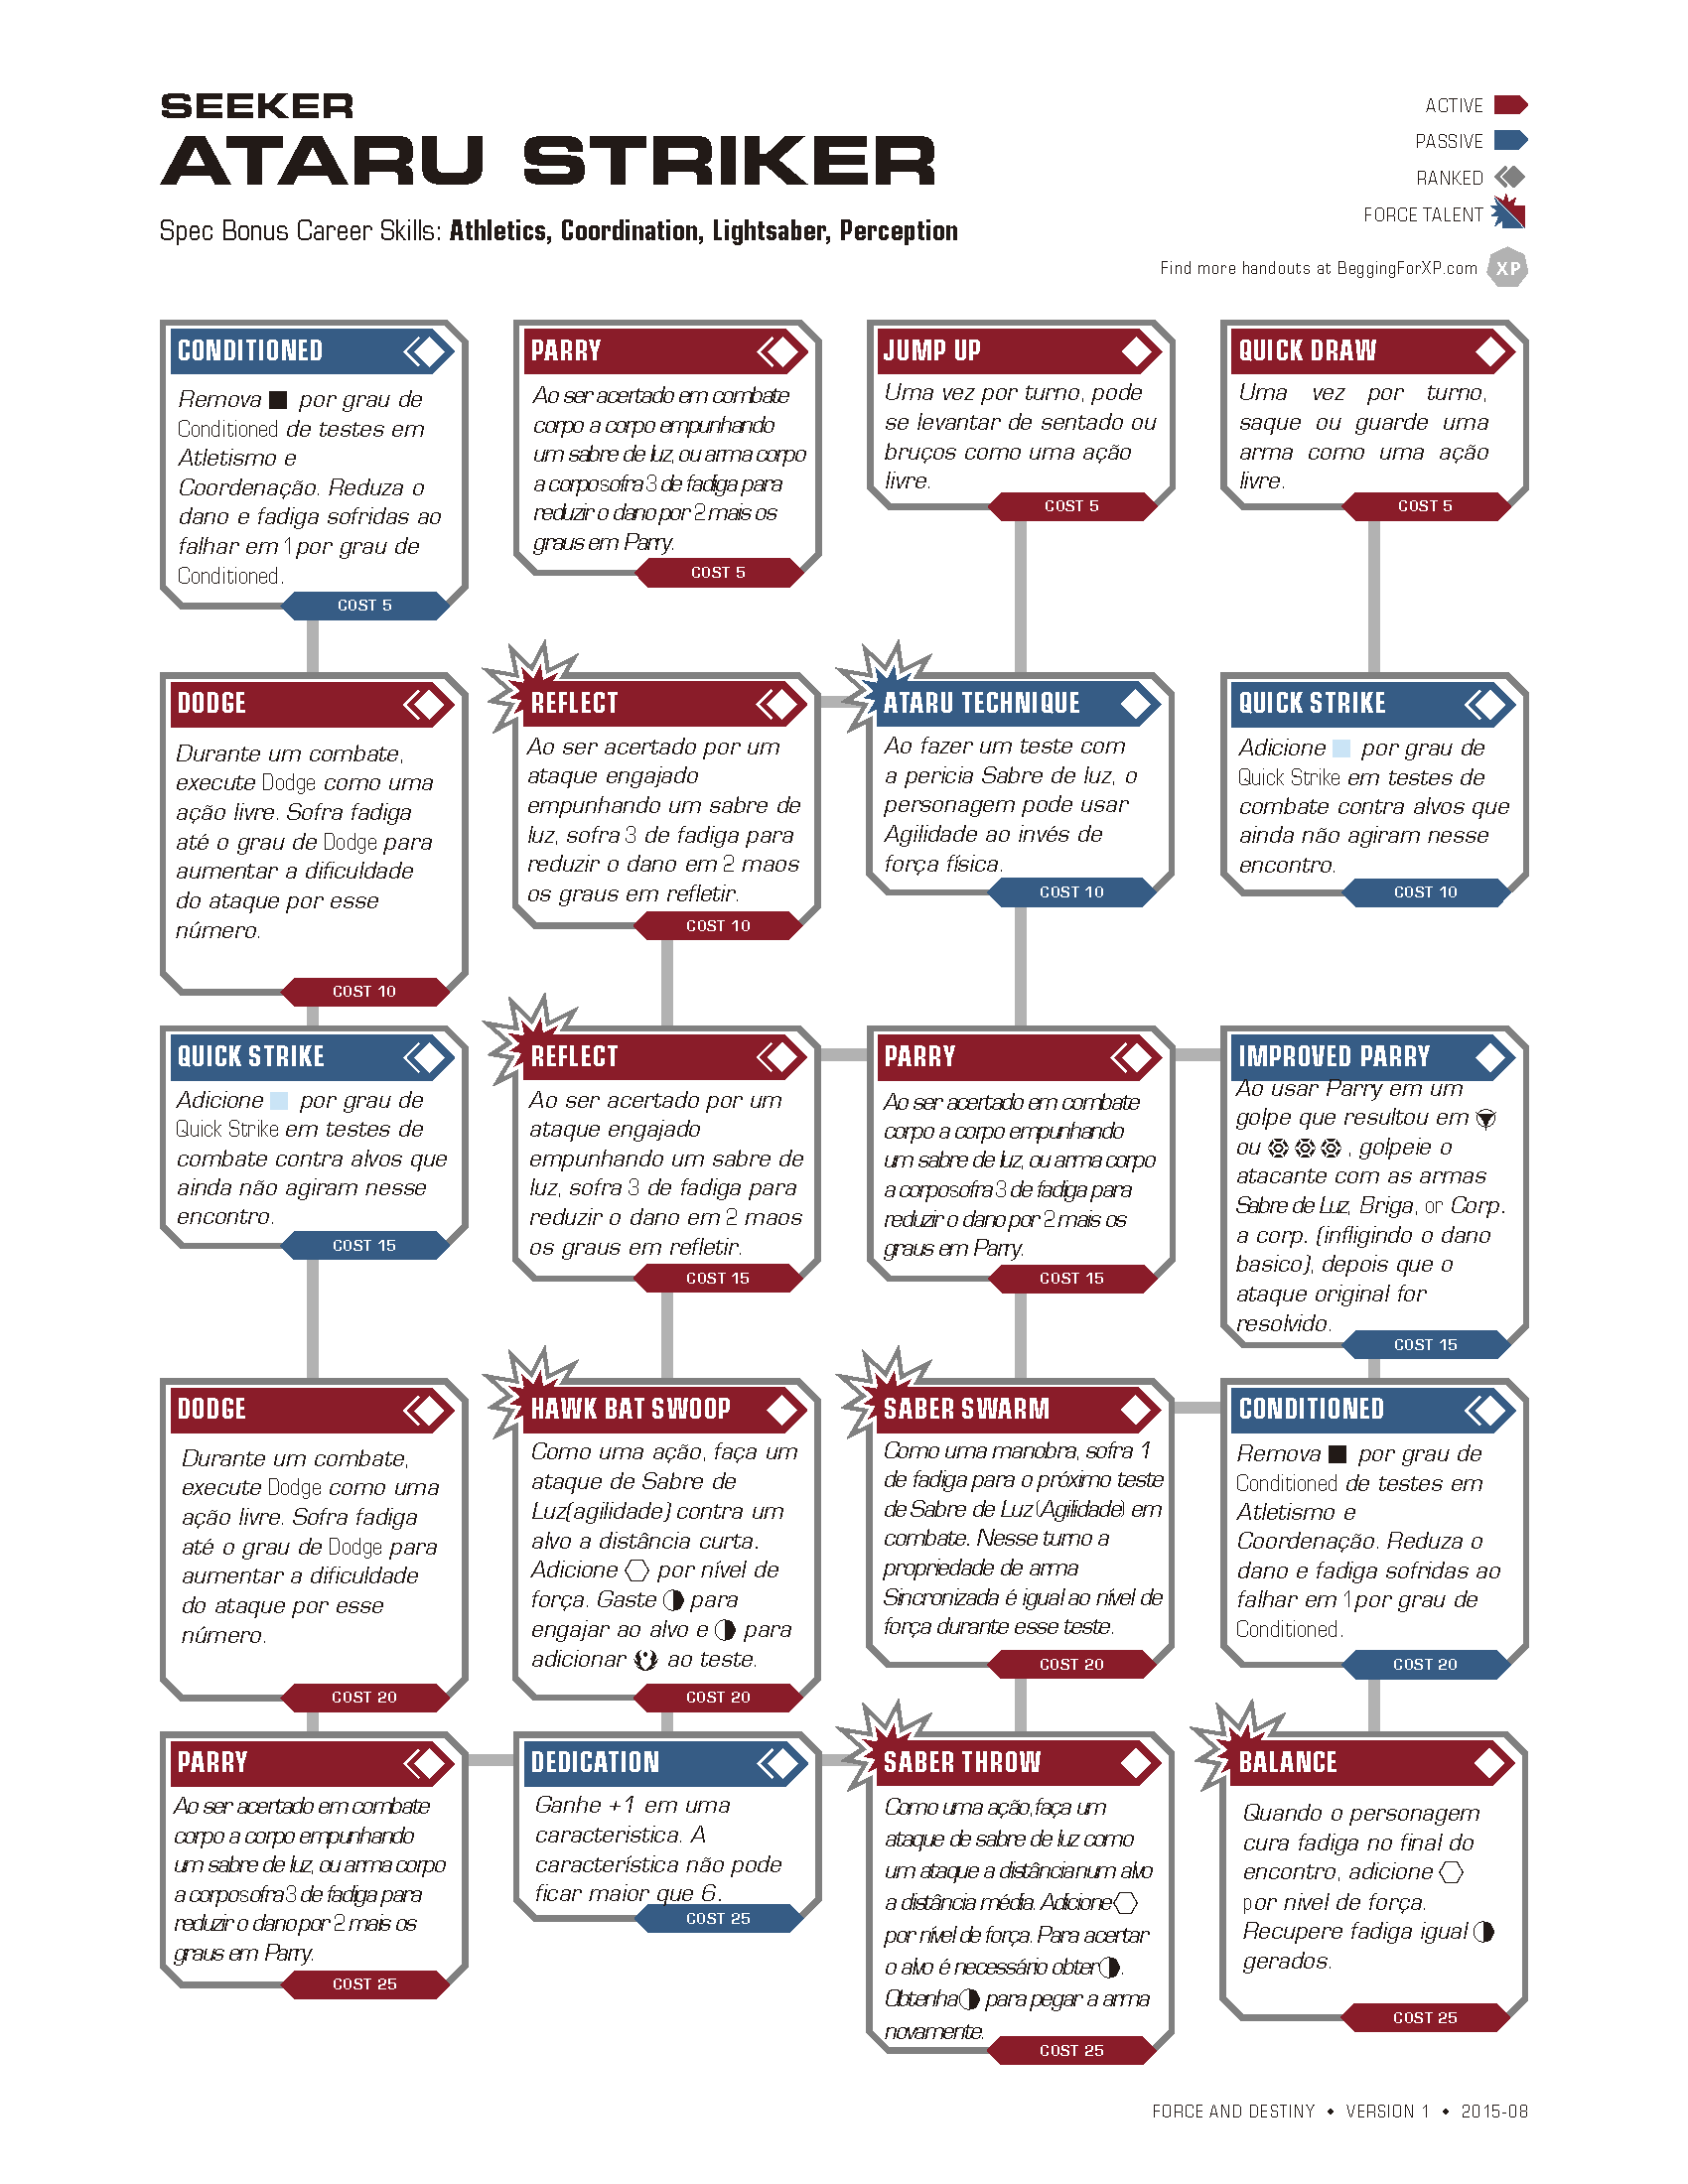 SEEKER
ATARU STRIKER
Spec Bonus Career Skills: Athletics, Coordination, Lightsaber, Perception
ACTIVE
PASSIVE
RANKED
FORCE TALENT
Find more handouts at BeggingForXP.com
XP
CONDITIONED
Remova por grau de
Conditioned de testes em
Atletismo e
Coordenação. Reduza o
dano e fadiga sofridas ao
falhar em 1 por grau de
Conditioned.
COST 5
PARRY
Ao ser acertado em combate
corpo a corpo empunhando
um sabre de luz, ou arma corpo
a corpo sofra 3 de fadiga para
reduzir o dano por 2 mais os
graus em Parry.
COST 5
JUMP UP
Uma vez por turno, pode
se levantar de sentado ou
bruços como uma ação
livre.
COST 5
QUICK DRAW
Uma vez por turno,
saque ou guarde uma
arma como uma ação
livre.
COST 5
DODGE
Durante um combate,
execute Dodge como uma
ação livre. Sofra fadiga
até o grau de Dodge para
aumentar a dificuldade
do ataque por esse
número.
COST 10
REFLECT
Ao ser acertado por um
ataque engajado
empunhando um sabre de
luz, sofra 3 de fadiga para
reduzir o dano em 2 maos
os graus em refletir.
COST 10
ATARU TECHNIQUE
Ao fazer um teste com
a pericia Sabre de luz, o
personagem pode usar
Agilidade ao invés de
força física.
COST 10
QUICK STRIKE
Adicione por grau de
Quick Strike em testes de
combate contra alvos que
ainda não agiram nesse
encontro.
COST 10
QUICK STRIKE
Adicione por grau de
Quick Strike em testes de
combate contra alvos que
ainda não agiram nesse
encontro.
COST 15
REFLECT
Ao ser acertado por um
ataque engajado
empunhando um sabre de
luz, sofra 3 de fadiga para
reduzir o dano em 2 maos
os graus em refletir.
COST 15
PARRY
Ao ser acertado em combate
corpo a corpo empunhando
um sabre de luz, ou arma corpo
a corpo sofra 3 de fadiga para
reduzir o dano por 2 mais os
graus em Parry.
COST 15
IMPROVED PARRY
Ao usar Parry em um
golpe que resultou em
ou , golpeie o
atacante com as armas
Sabre de Luz, Briga, or Corp.
a corp. (infligindo o dano
basico), depois que o
ataque original for
resolvido.
COST 15
DODGE
Durante um combate,
execute Dodge como uma
ação livre. Sofra fadiga
até o grau de Dodge para
aumentar a dificuldade
do ataque por esse
número.
COST 20
HAWK BAT SWOOP
Como uma ação, faça um
ataque de Sabre de
Luz(agilidade) contra um
alvo a distância curta.
Adicione por nível de
força. Gaste para
engajar ao alvo e para
adicionar ao teste.
COST 20
SABER SWARM
Como uma manobra, sofra 1
de fadiga para o próximo teste
de Sabre de Luz (Agilidade) em
combate. Nesse turno a
propriedade de arma
Sincronizada é igual ao nível de
força durante esse teste.
COST 20
CONDITIONED
Remova por grau de
Conditioned de testes em
Atletismo e
Coordenação. Reduza o
dano e fadiga sofridas ao
falhar em 1 por grau de
Conditioned.
COST 20
PARRY
Ao ser acertado em combate
corpo a corpo empunhando
um sabre de luz, ou arma corpo
a corpo sofra 3 de fadiga para
reduzir o dano por 2 mais os
graus em Parry.
COST 25
DEDICATION
Ganhe +1 em uma
caracteristica. A
característica não pode
ficar maior que 6.
COST 25
SABER THROW
Como uma ação, faça um
ataque de sabre de luz como
um ataque a distância num alvo
a distância média. Adicione
por nível de força. Para acertar
o alvo é necessário obter .
Obtenha para pegar a arma
novamente.
COST 25
BALANCE
Quando o personagem
cura fadiga no final do
encontro, adicione
por nivel de força.
Recupere fadiga igual
gerados.
COST 25
FORCE AND DESTINY • VERSION 1 • 2015-08